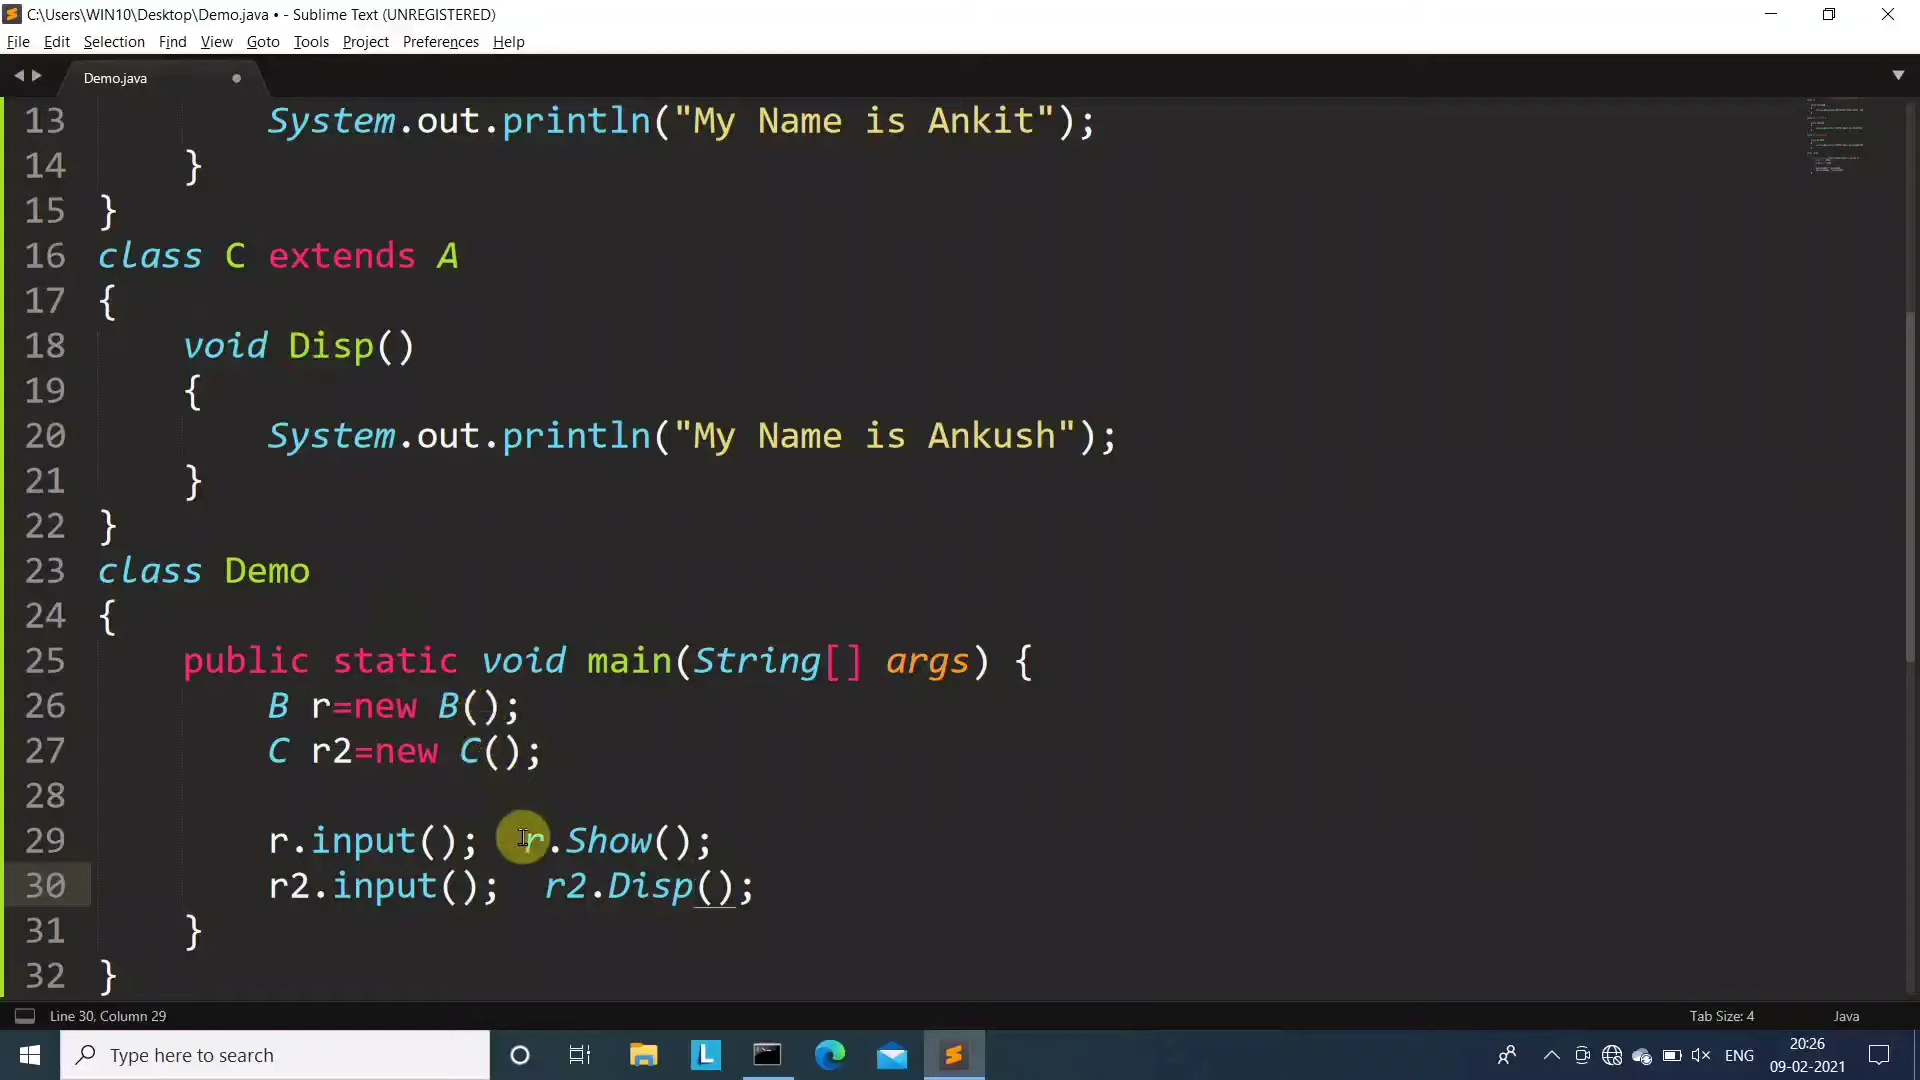 C:\Users\WIN10\Desktop\Demo.java • - Sublime Text (UNREGISTERED)
File Edit Selection Find View Goto Tools Project Preferences Help
Demo.java
13 System.out.println("My Name is Ankit");
14 }
15 }
16 class C extends A
17 {
18 void Disp()
19 {
20 System.out.println("My Name is Ankush");
21 }
22 }
23 class Demo
24 {
25 public static void main(String[] args) {
26 B r=new B();
27 C r2=new C();
28
29 r.input(); r.Show();
30 r2.input(); r2.Disp();
31 }
32 }
Line 30, Column 29 Tab Size: 4 Java
Type here to search L ENG 20:26
09-02-2021